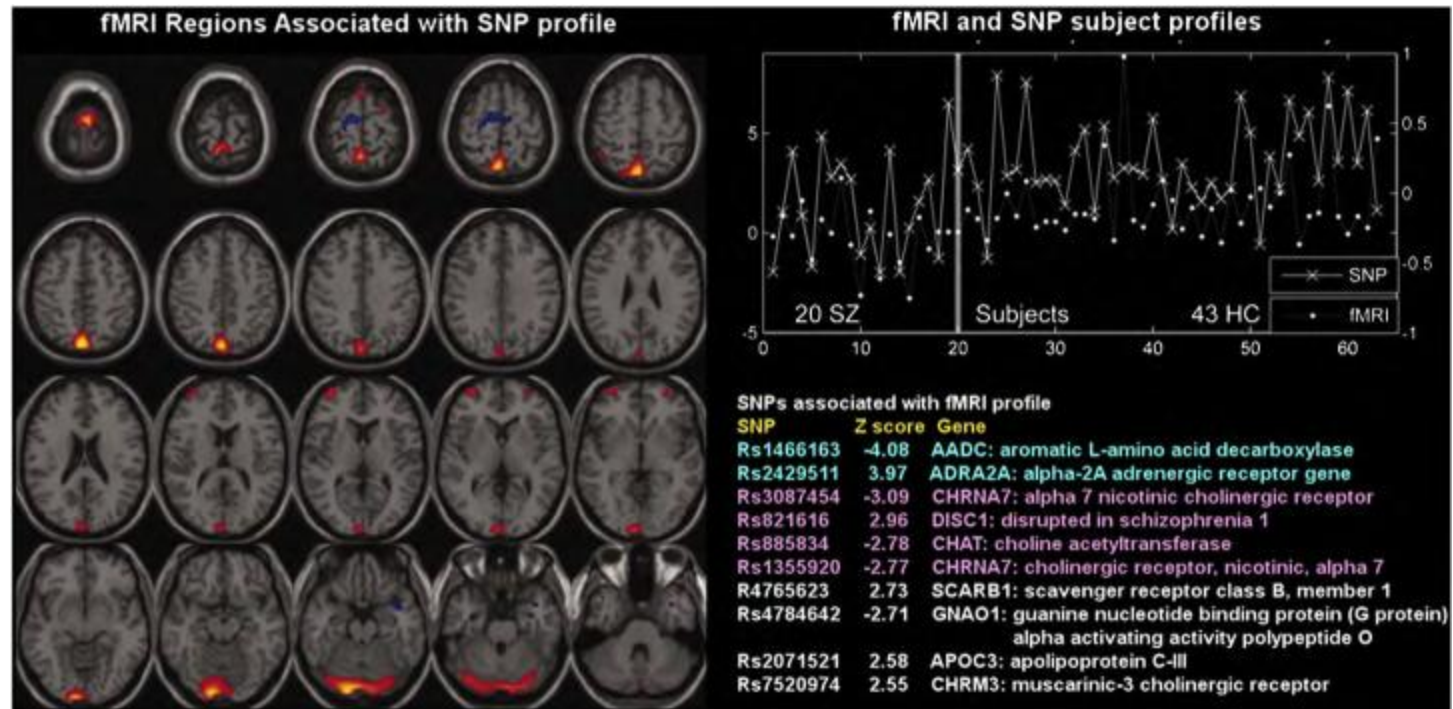 fMRI Regions Associated with SNP profile
fMRI and SNP subject profiles
1
5
0.5
0
0
-0.5
SNP
20 SZ Subjects 43 HC
fMRI
-5
-1
0 10 20 30 40 50 60
SNPs associated with fMRI profile
SNP Z score Gene
Rs1466163 -4.08 AADC: aromatic L-amino acid decarboxylase
Rs2429511 3.97 ADRA2A: alpha-2A adrenergic receptor gene
Rs3087454 -3.09 CHRNA7: alpha 7 nicotinic cholinergic receptor
Rs821616 2.96 DISC1: disrupted in schizophrenia 1
Rs885834 -2.78 CHAT: choline acetyltransferase
Rs1355920 -2.77 CHRNA7: cholinergic receptor, nicotinic, alpha 7
R4765623 2.73 SCARB1: scavenger receptor class B, member 1
Rs4784642 -2.71 GNAO1: guanine nucleotide binding protein (G protein)
alpha activating activity polypeptide O
Rs2071521 2.58 APOC3: apolipoprotein C-III
Rs7520974 2.55 CHRM3: muscarinic-3 cholinergic receptor